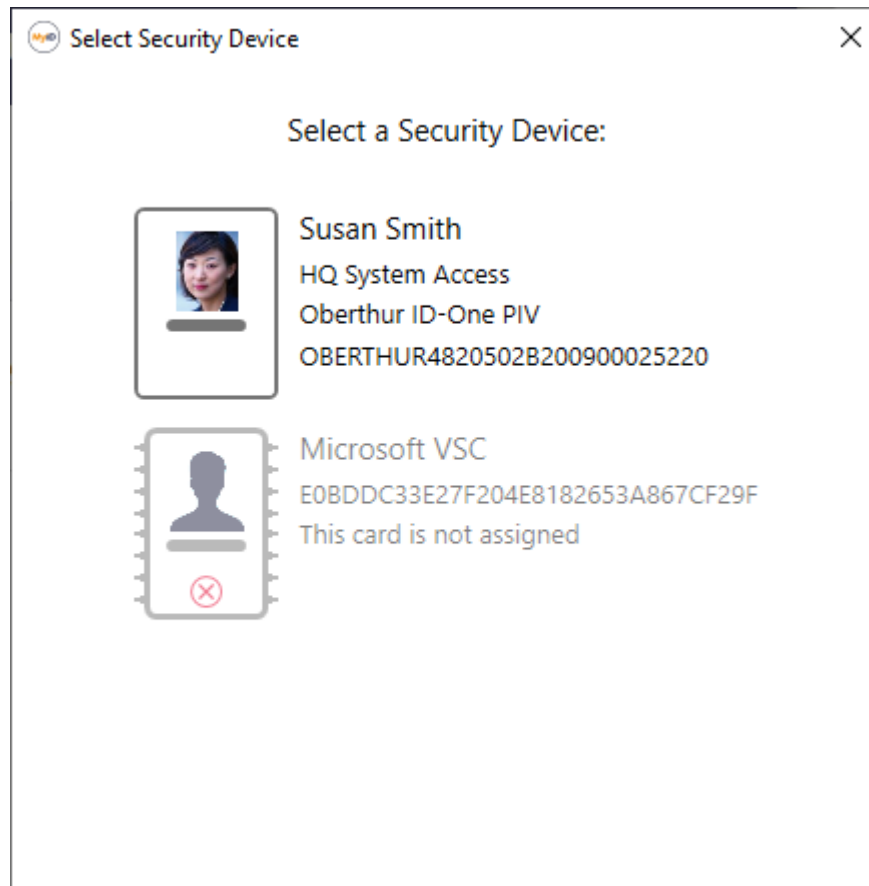 MyID Select Security Device
Select a Security Device:
Susan Smith
HQ System Access
Oberthur ID-One PIV
OBERTHUR4820502B200900025220
Microsoft VSC
E0BDDC33E27F204E8182653A867CF29F
This card is not assigned